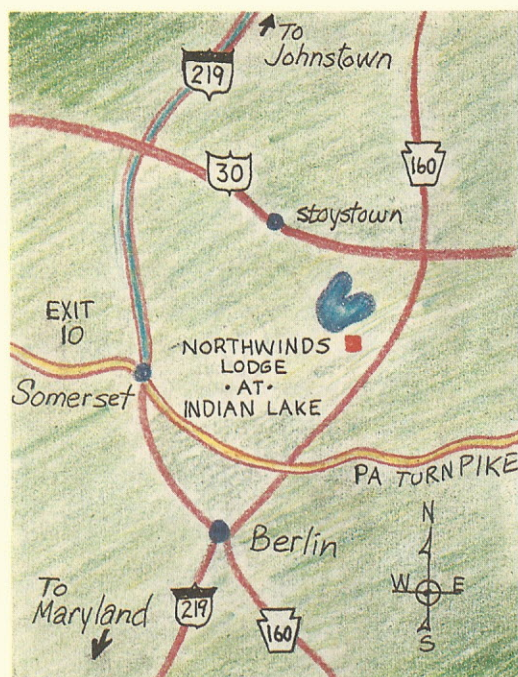 To
Johnstown
219
30
160
stoystown
EXIT
10
NORTHWINDS
LODGE
· AT ·
INDIAN LAKE
Somerset
PA TURNPIKE
Berlin
N
W E
S
To
Maryland
219
160